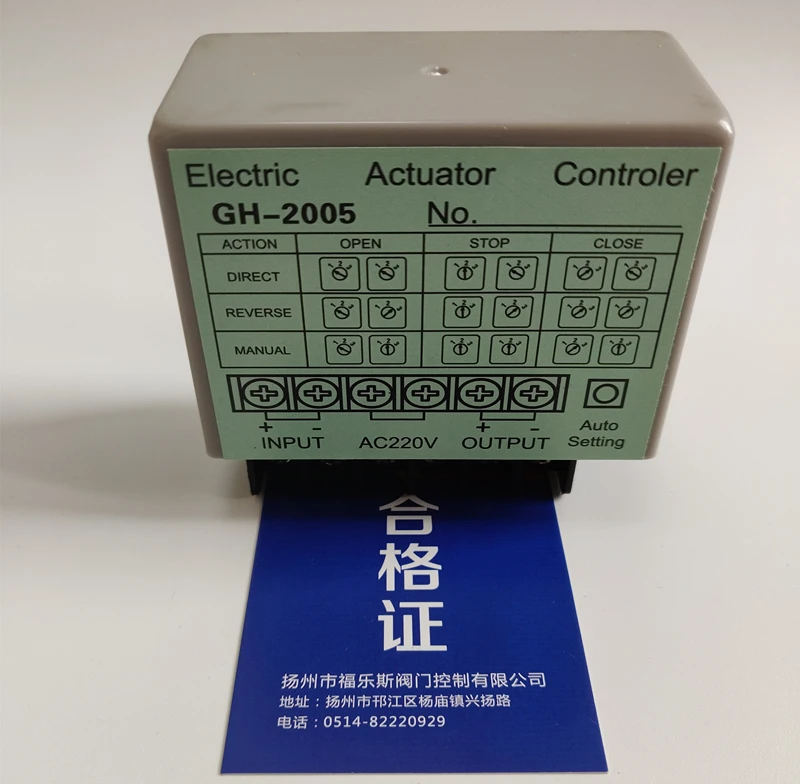 Electric Actuator Controler
GH-2005 No.
ACTION OPEN STOP CLOSE
DIRECT
REVERSE
MANUAL
+ - + - Auto
INPUT AC220V OUTPUT Setting
合格证
扬州市福乐斯阀门控制有限公司
地址：扬州市邗江区杨庙镇兴扬路
电话：0514-82220929